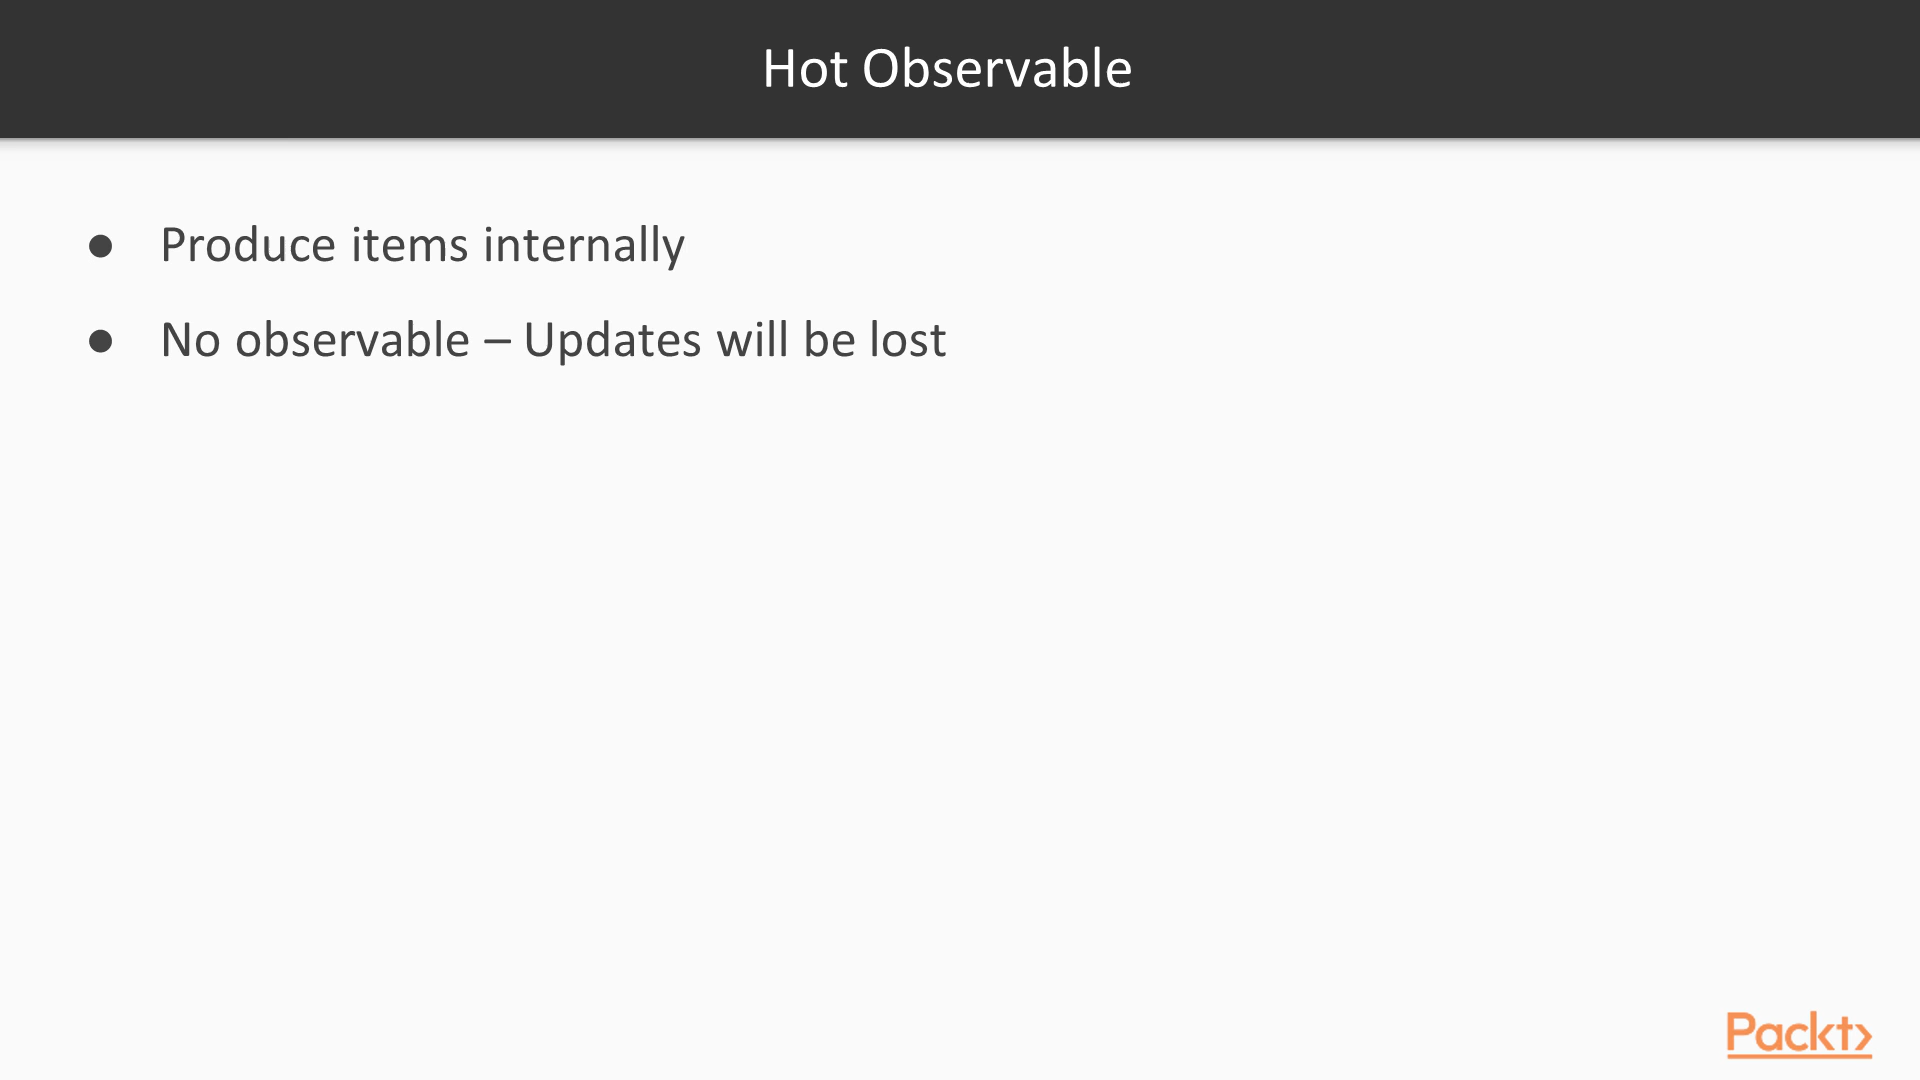 Hot Observable
● Produce items internally
● No observable – Updates will be lost
Packt>